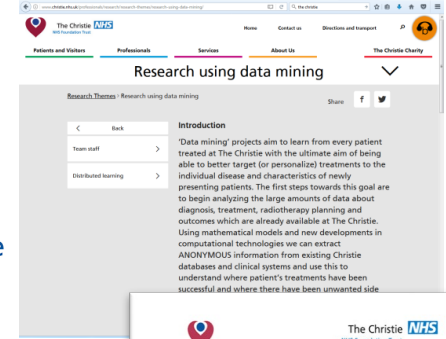 www.christie.nhs.uk/professionals/research/research-themes/research-using-data-mining/
the christie
The Christie NHS
NHS Foundation Trust
Home Contact us Directions and transport
Patients and Visitors Professionals Services About Us The Christie Charity
Research using data mining
Research Themes › Research using data mining
Share
Back
Team staff
Distributed learning
Introduction
'Data mining' projects aim to learn from every patient
treated at The Christie with the ultimate aim of being
able to better target (or personalize) treatments to the
individual disease and characteristics of newly
presenting patients. The first steps towards this goal are
to begin analyzing the large amounts of data about
diagnosis, treatment, radiotherapy planning and
outcomes which are already available at The Christie.
Using mathematical models and new developments in
computational technologies we can extract
ANONYMOUS information from existing Christie
databases and clinical systems and use this to
understand where patient's treatments have been
successful and where there have been unwanted side
e
The Christie NHS